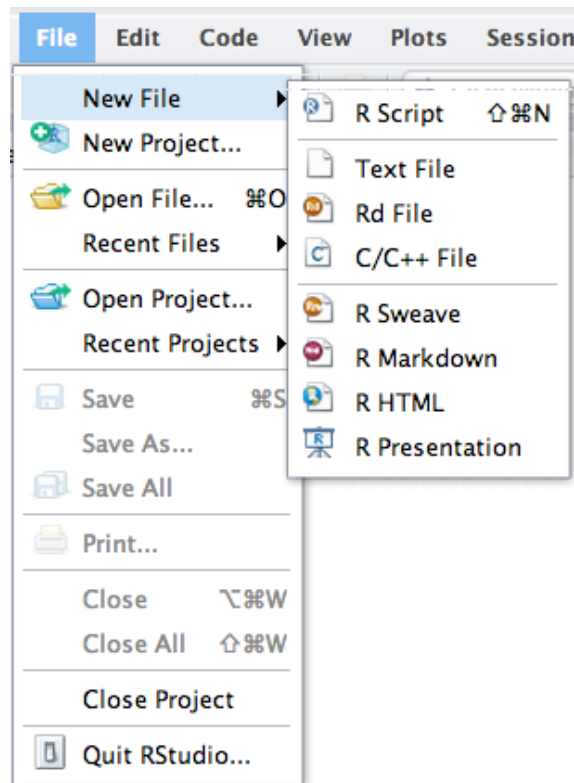 File Edit Code View Plots Session
New File
New Project...
Open File... ⌘O
Recent Files
Open Project...
Recent Projects
Save ⌘S
Save As...
Save All
Print...
Close ⌥⌘W
Close All ⇧⌘W
Close Project
Quit RStudio...
R Script ⇧⌘N
Text File
Rd File
C/C++ File
R Sweave
R Markdown
R HTML
R Presentation